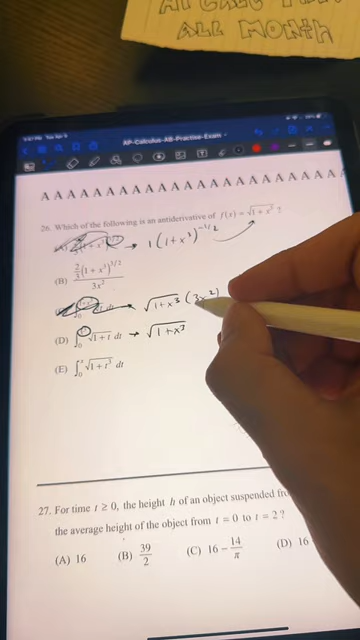 AP CALC
ALL MONTH
AP-Calculus-AB-Practice-Exam
A A A A A A A A A A A A A A A A A A A A A A A
26. Which of the following is an antiderivative of f(x) = √(1 + x³) ?
→ 1(1+x³)^(-1/2)
(B) (2/3(1 + x³)^(3/2))/(3x²)
→ √(1+x³) (3x²)
(D) √(1 + t) dt → √(1+x³)
(E) ∫₀ˣ √(1 + t³) dt
27. For time t ≥ 0, the height h of an object suspended
the average height of the object from t = 0 to t = 2 ?
(A) 16 (B) 39/2 (C) 16 − 14/π (D) 16